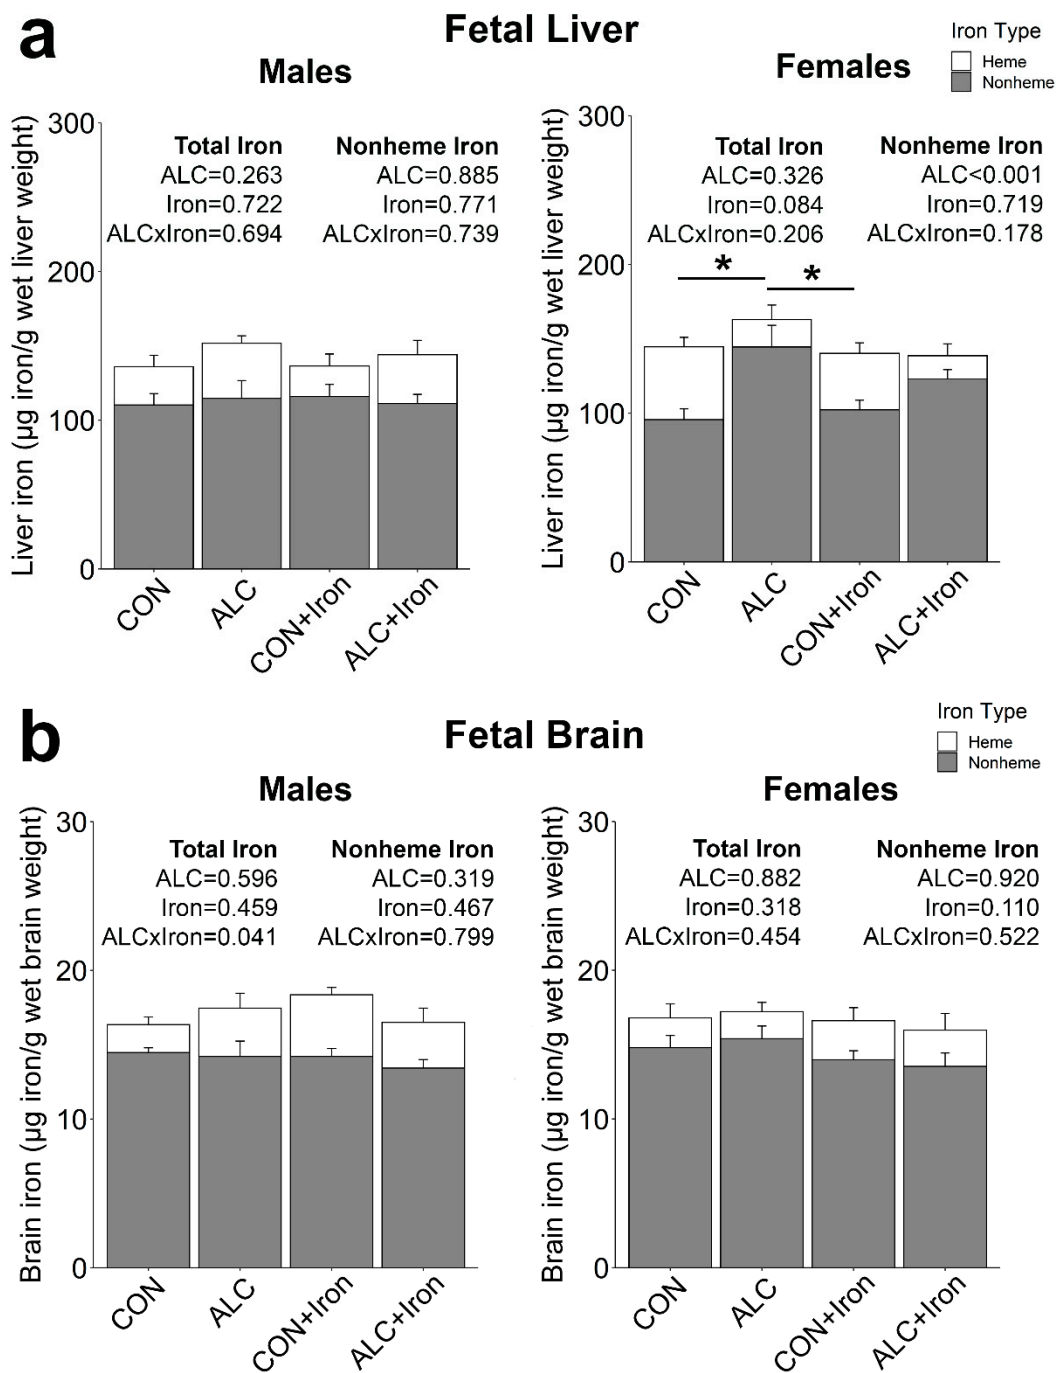 a
Fetal Liver
Iron Type
Heme
Nonheme
Males
Females
Liver iron (µg iron/g wet liver weight)
300
200
100
0
Total Iron
ALC=0.263
Iron=0.722
ALCxIron=0.694
Nonheme Iron
ALC=0.885
Iron=0.771
ALCxIron=0.739
CON
ALC
CON+Iron
ALC+Iron
Liver iron (µg iron/g wet liver weight)
300
200
100
0
Total Iron
ALC=0.326
Iron=0.084
ALCxIron=0.206
Nonheme Iron
ALC<0.001
Iron=0.719
ALCxIron=0.178
*
*
CON
ALC
CON+Iron
ALC+Iron
b
Fetal Brain
Iron Type
Heme
Nonheme
Males
Females
Brain iron (µg iron/g wet brain weight)
30
20
10
0
Total Iron
ALC=0.596
Iron=0.459
ALCxIron=0.041
Nonheme Iron
ALC=0.319
Iron=0.467
ALCxIron=0.799
CON
ALC
CON+Iron
ALC+Iron
Brain iron (µg iron/g wet brain weight)
30
20
10
0
Total Iron
ALC=0.882
Iron=0.318
ALCxIron=0.454
Nonheme Iron
ALC=0.920
Iron=0.110
ALCxIron=0.522
CON
ALC
CON+Iron
ALC+Iron